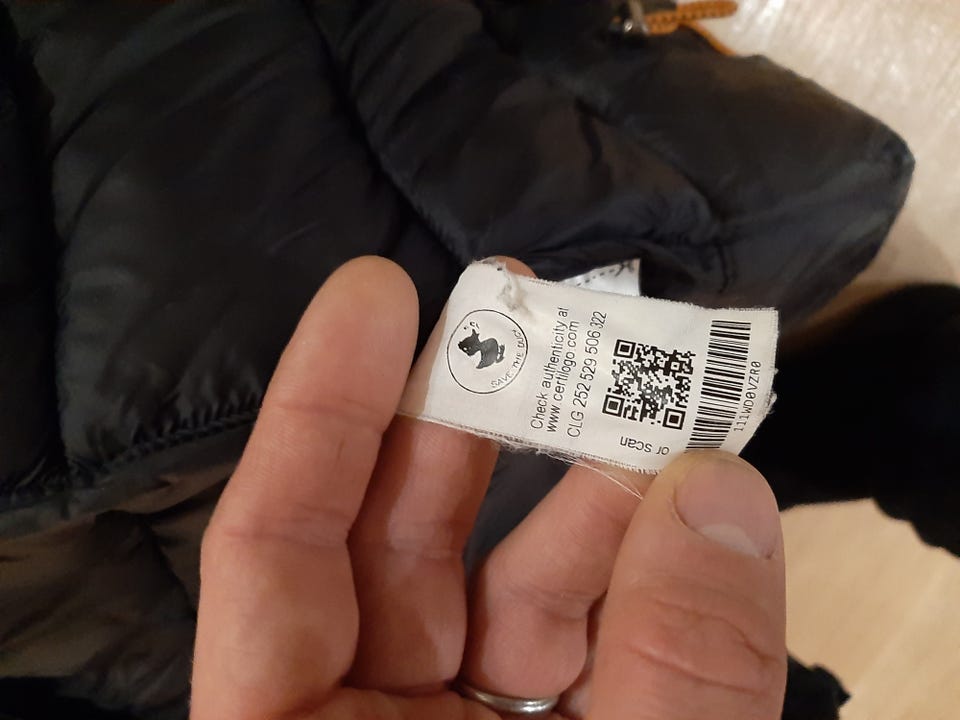 SAVE THE DUCK
Check authenticity at
www.certilogo.com
CLG 252 529 506 322
or scan
111WD0VZR0